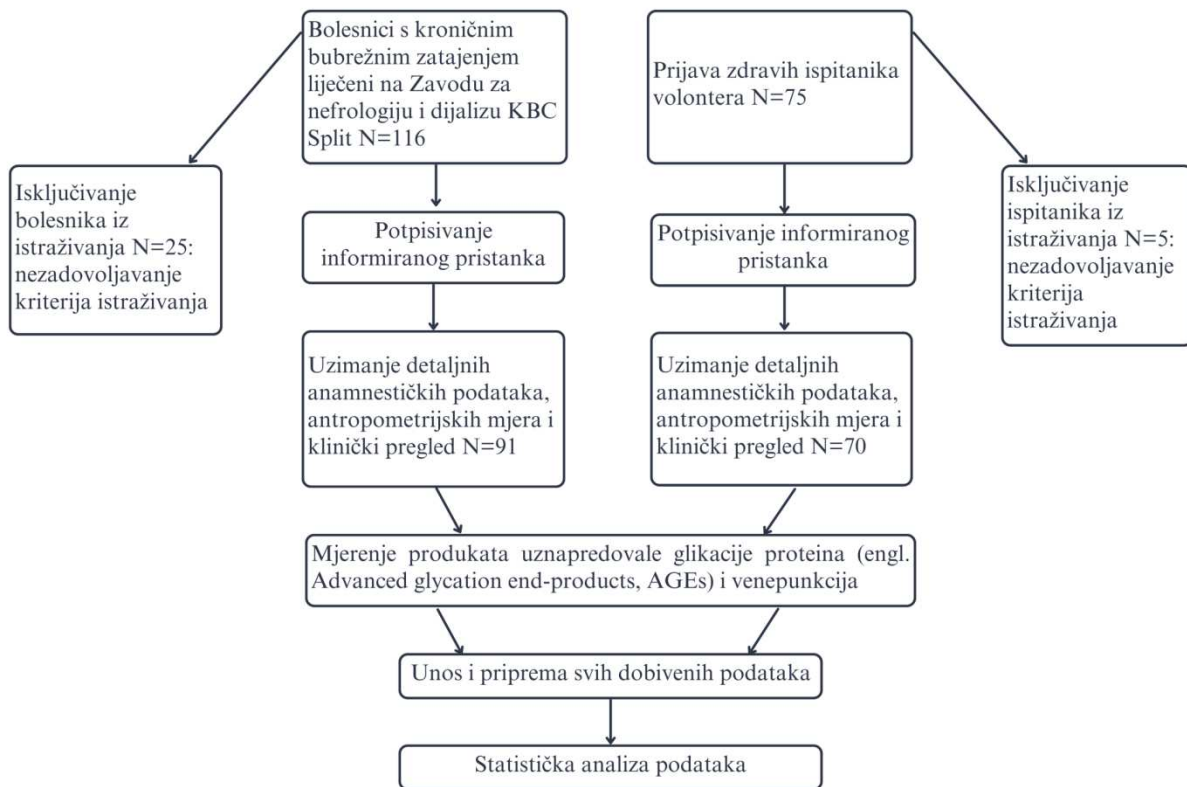 Bolesnici s kroničnim
bubrežnim zatajenjem
liječeni na Zavodu za
nefrologiju i dijalizu KBC
Split N=116
Prijava zdravih ispitanika
volontera N=75
Isključivanje
bolesnika iz
istraživanja N=25:
nezadovoljavanje
kriterija istraživanja
Isključivanje
ispitanika iz
istraživanja N=5:
nezadovoljavanje
kriterija
istraživanja
Potpisivanje
informiranog pristanka
Potpisivanje informiranog
pristanka
Uzimanje detaljnih
anamnestičkih podataka,
antropometrijskih mjera i
klinički pregled N=91
Uzimanje detaljnih
anamnestičkih podataka,
antropometrijskih mjera i
klinički pregled N=70
Mjerenje produkata uznapredovale glikacije proteina (engl.
Advanced glycation end-products, AGEs) i venepunkcija
Unos i priprema svih dobivenih podataka
Statistička analiza podataka